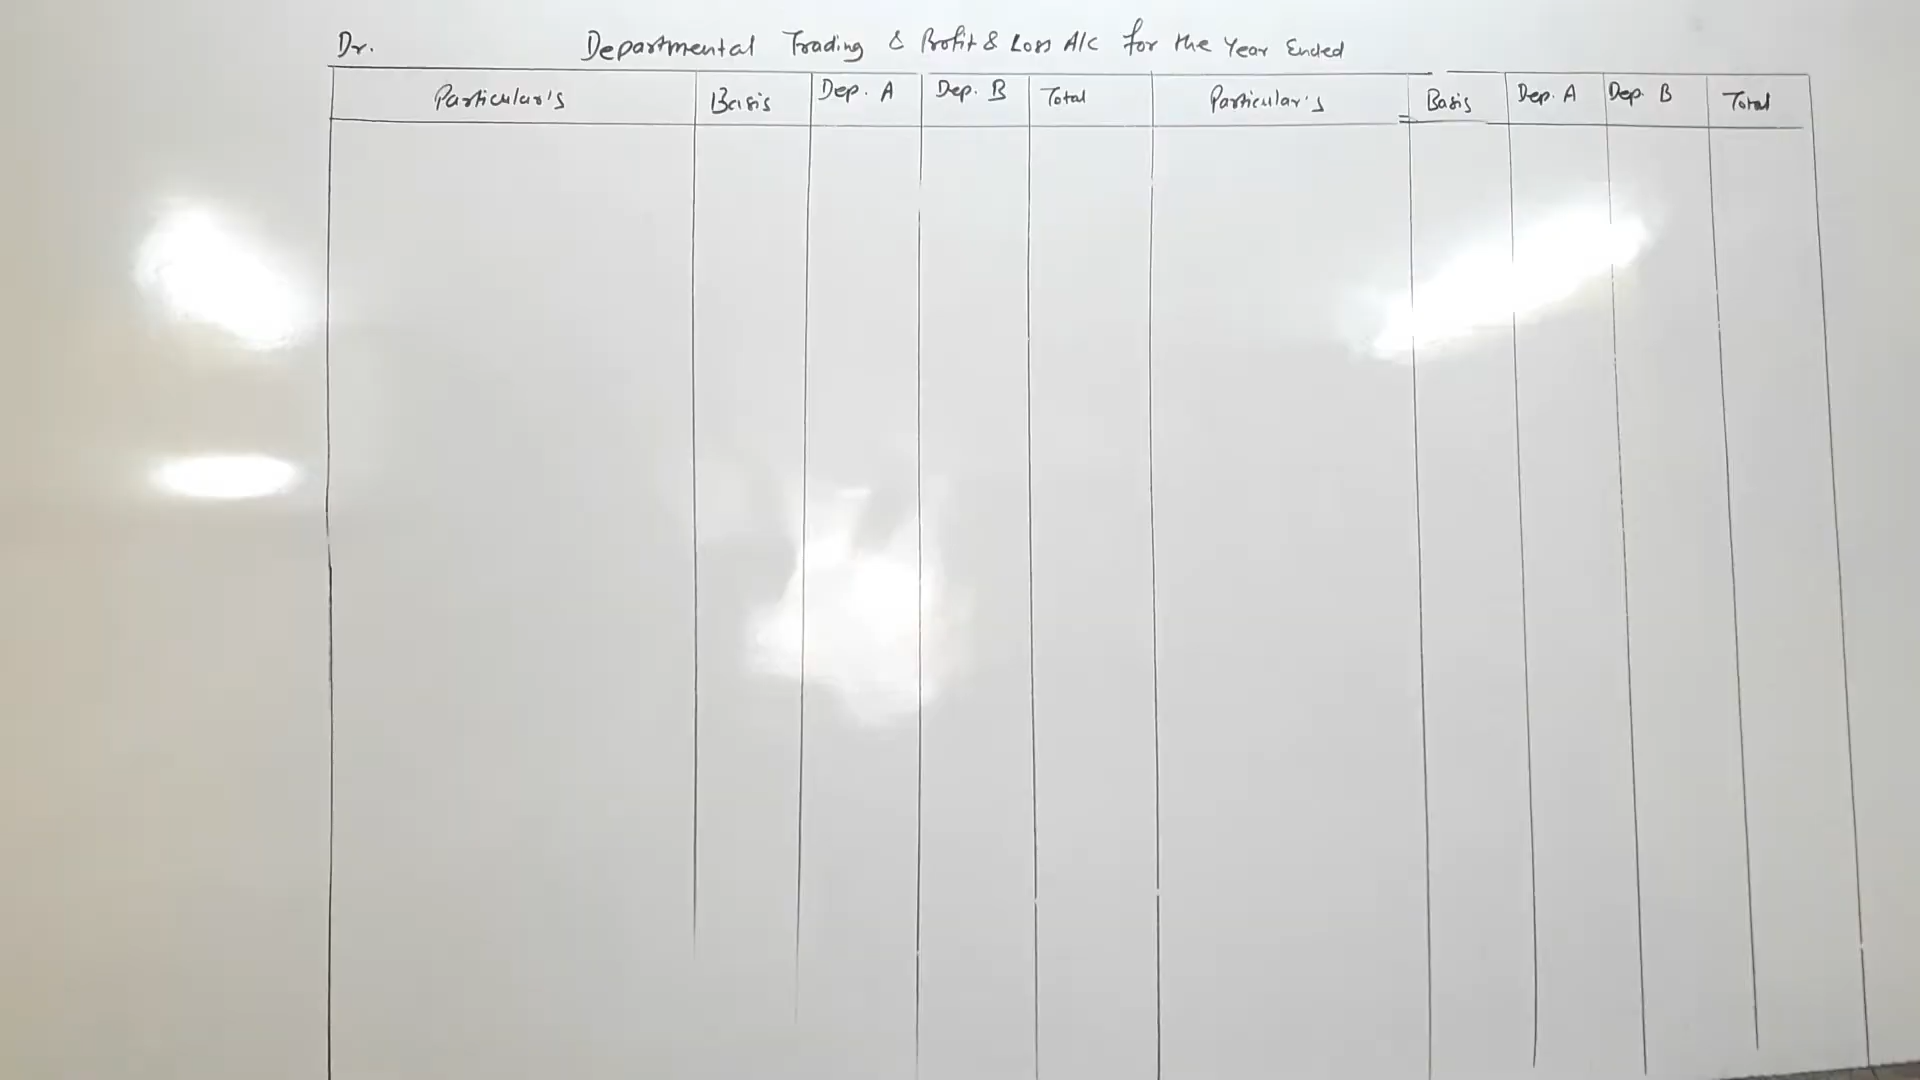 Dr. Departmental Trading & Profit & Loss A/c for the Year Ended
Particular's Basis Dep. A Dep. B Total Particular's Basis Dep. A Dep. B Total